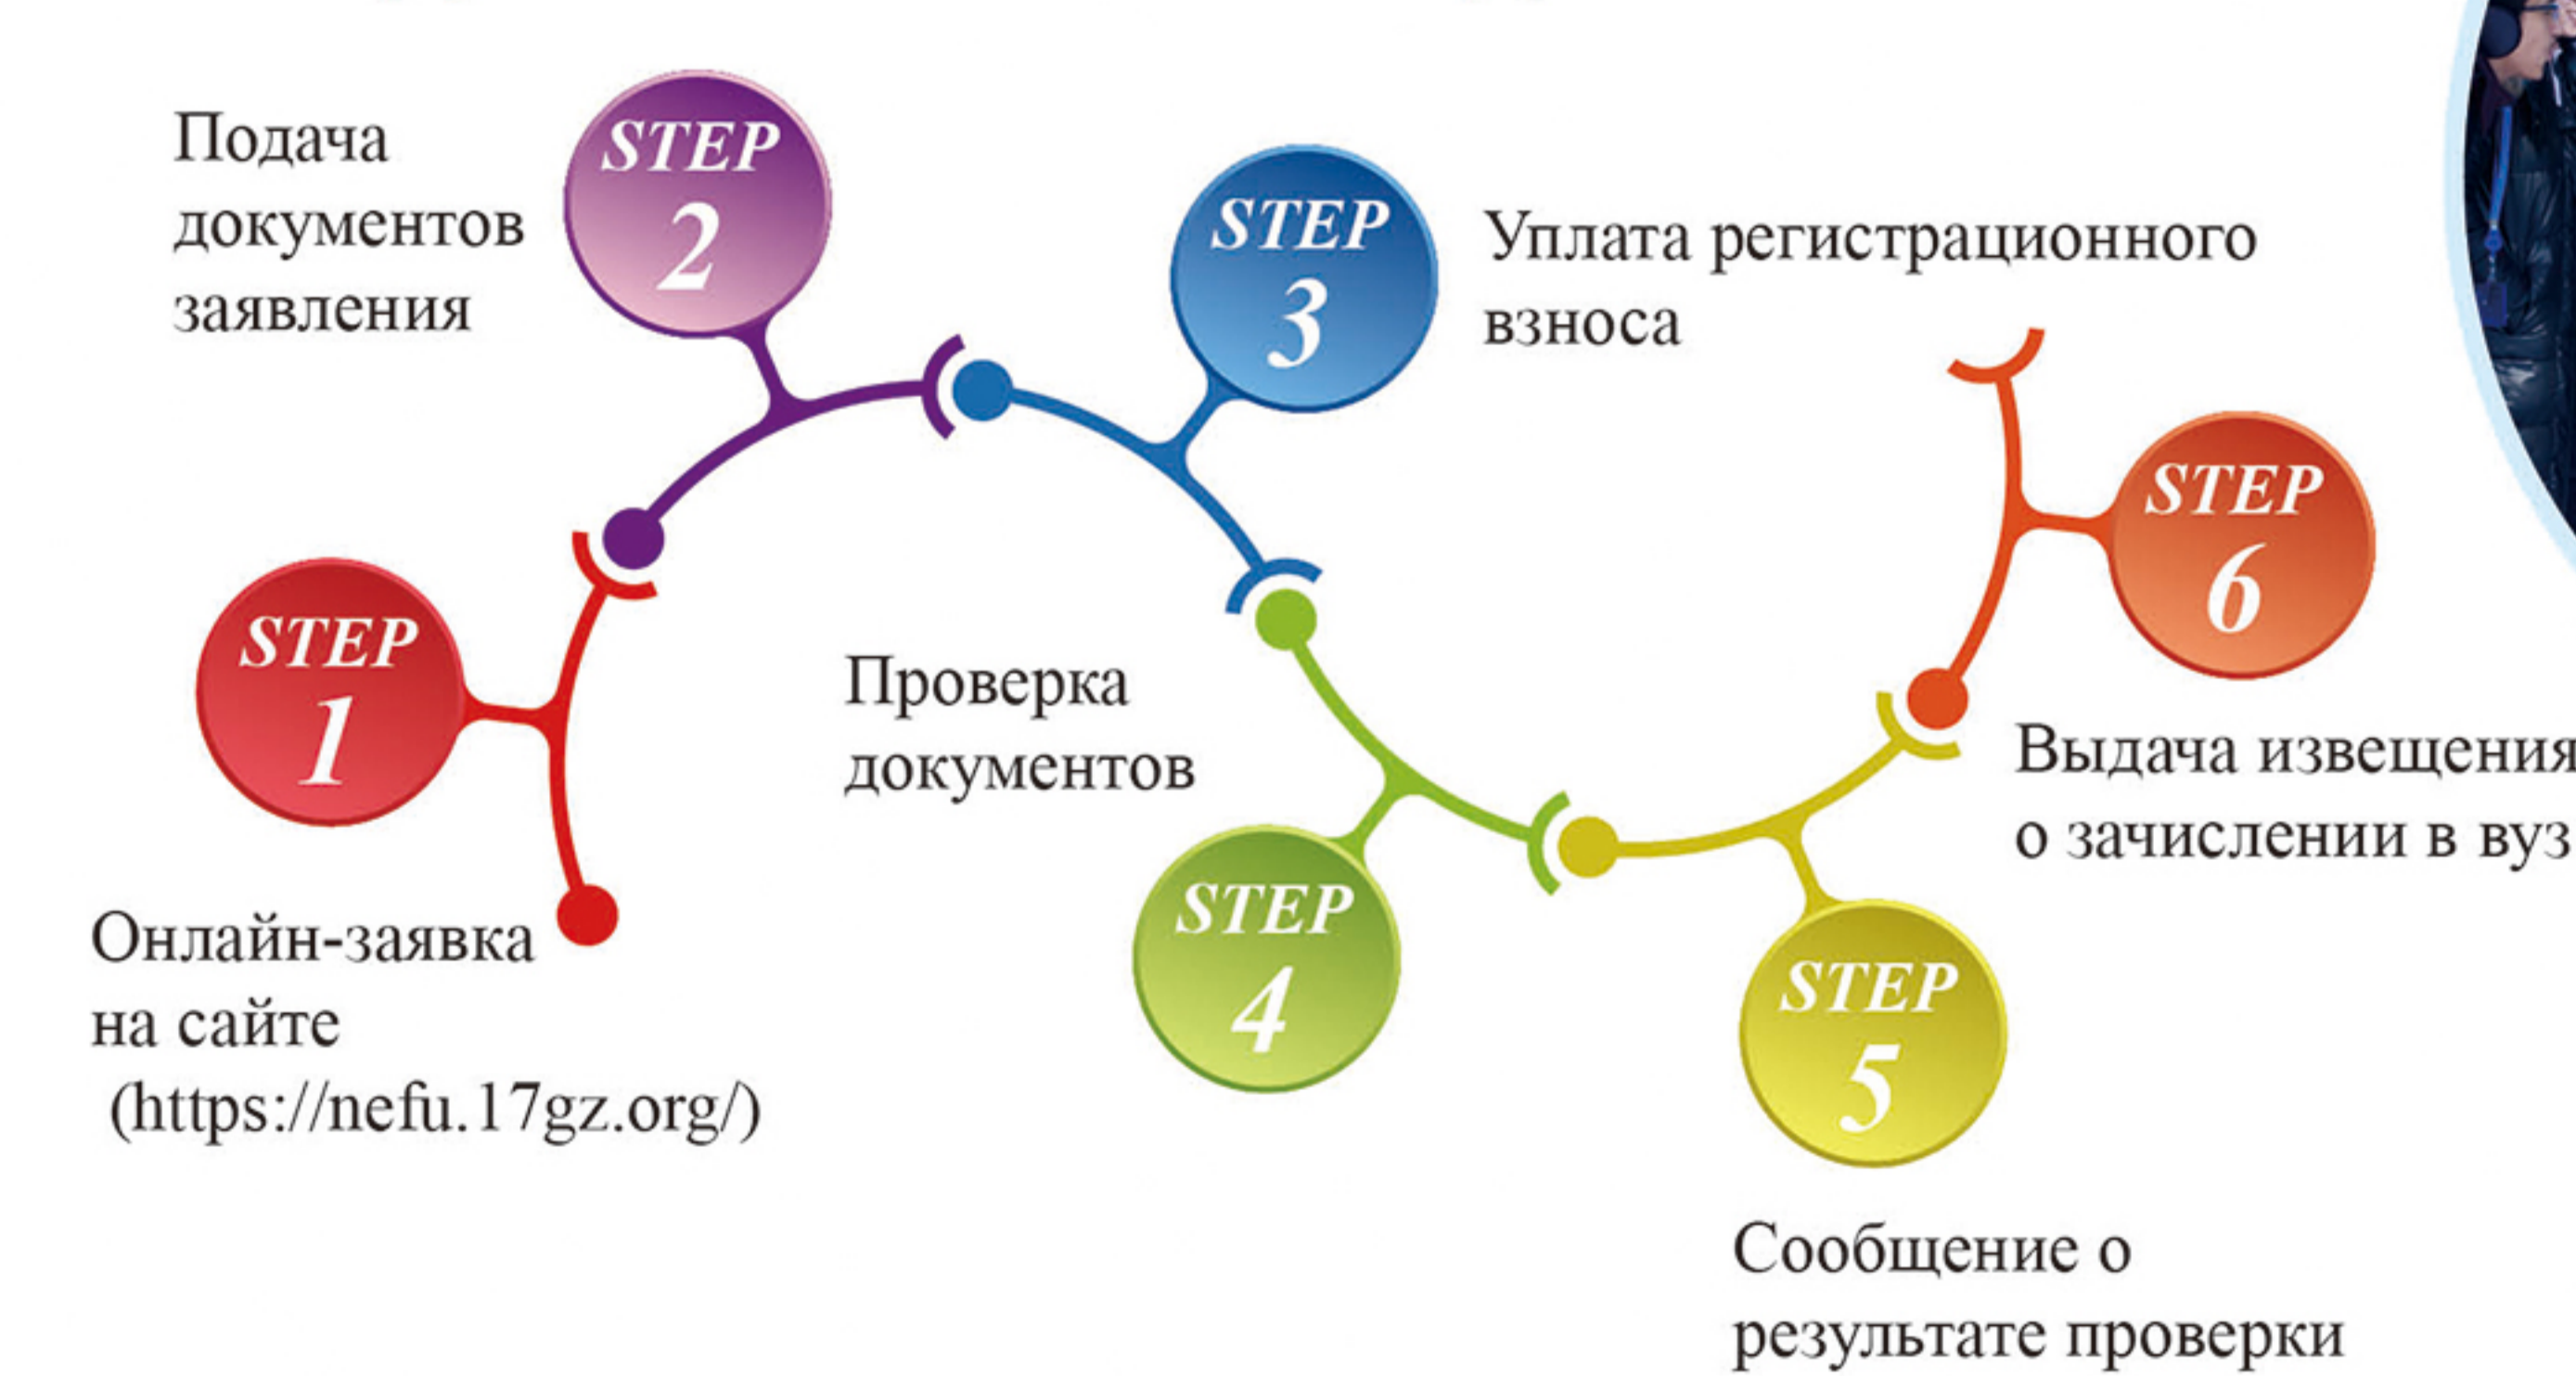 STEP
1
Онлайн-заявка
на сайте
(https://nefu.17gz.org/)
STEP
2
Подача
документов
заявления
STEP
3
Уплата регистрационного
взноса
STEP
4
Проверка
документов
STEP
5
Сообщение о
результате проверки
STEP
6
Выдача извещения
о зачислении в вуз